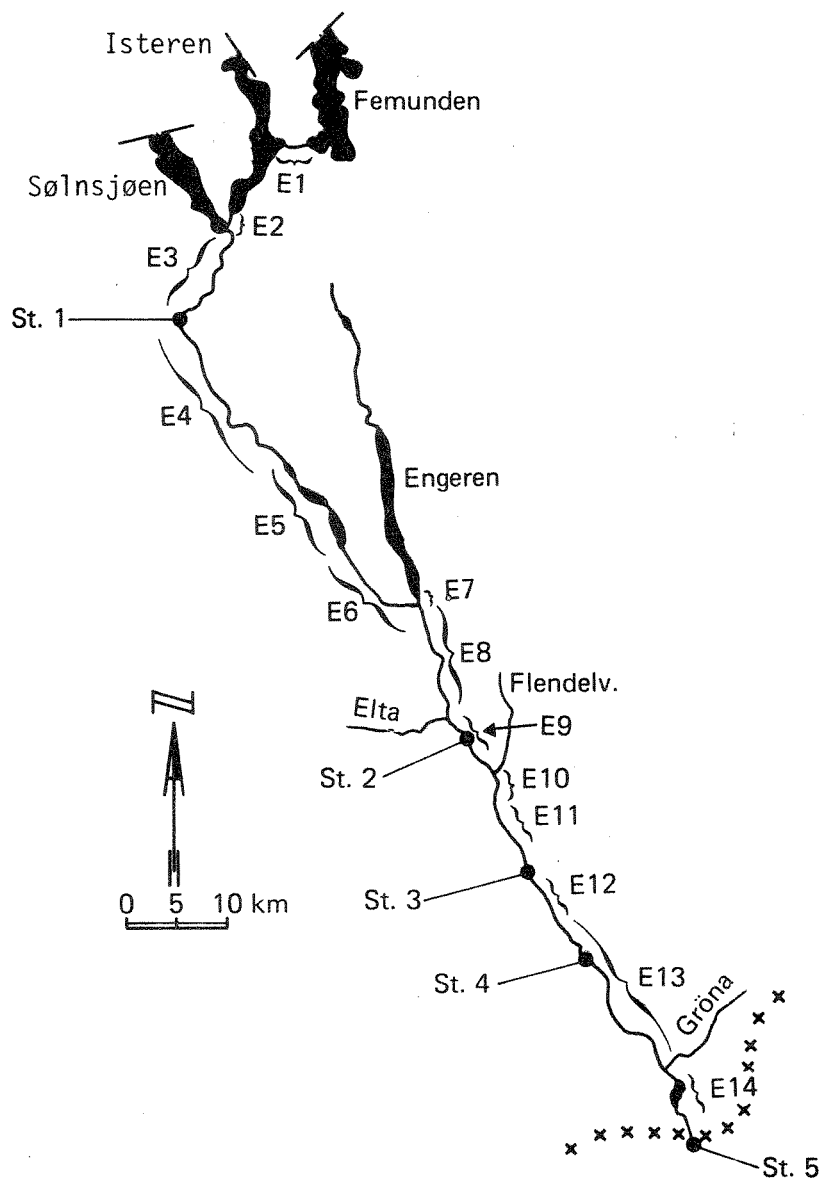 Isteren
Femunden
Sølnsjøen
E1
E2
E3
St. 1
E4
Engeren
E5
E6
E7
E8
Flendelv.
Elta
E9
St. 2
E10
E11
N
0 5 10 km
St. 3
E12
St. 4
E13
Gröna
E14
St. 5